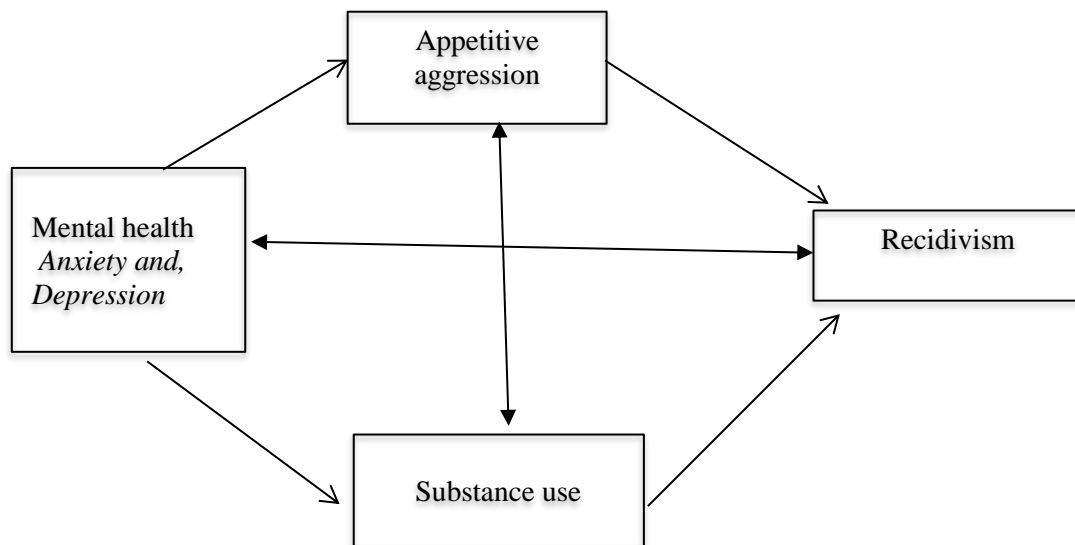 Appetitive
aggression
Mental health
Anxiety and,
Depression
Recidivism
Substance use